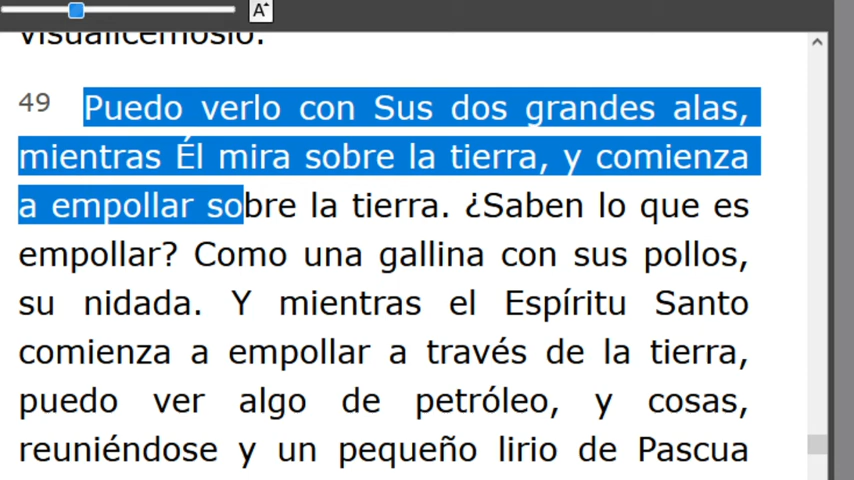 A
visualicémoslo.
49 Puedo verlo con Sus dos grandes alas,
mientras Él mira sobre la tierra, y comienza
a empollar sobre la tierra. ¿Saben lo que es
empollar? Como una gallina con sus pollos,
su nidada. Y mientras el Espíritu Santo
comienza a empollar a través de la tierra,
puedo ver algo de petróleo, y cosas,
reuniéndose y un pequeño lirio de Pascua